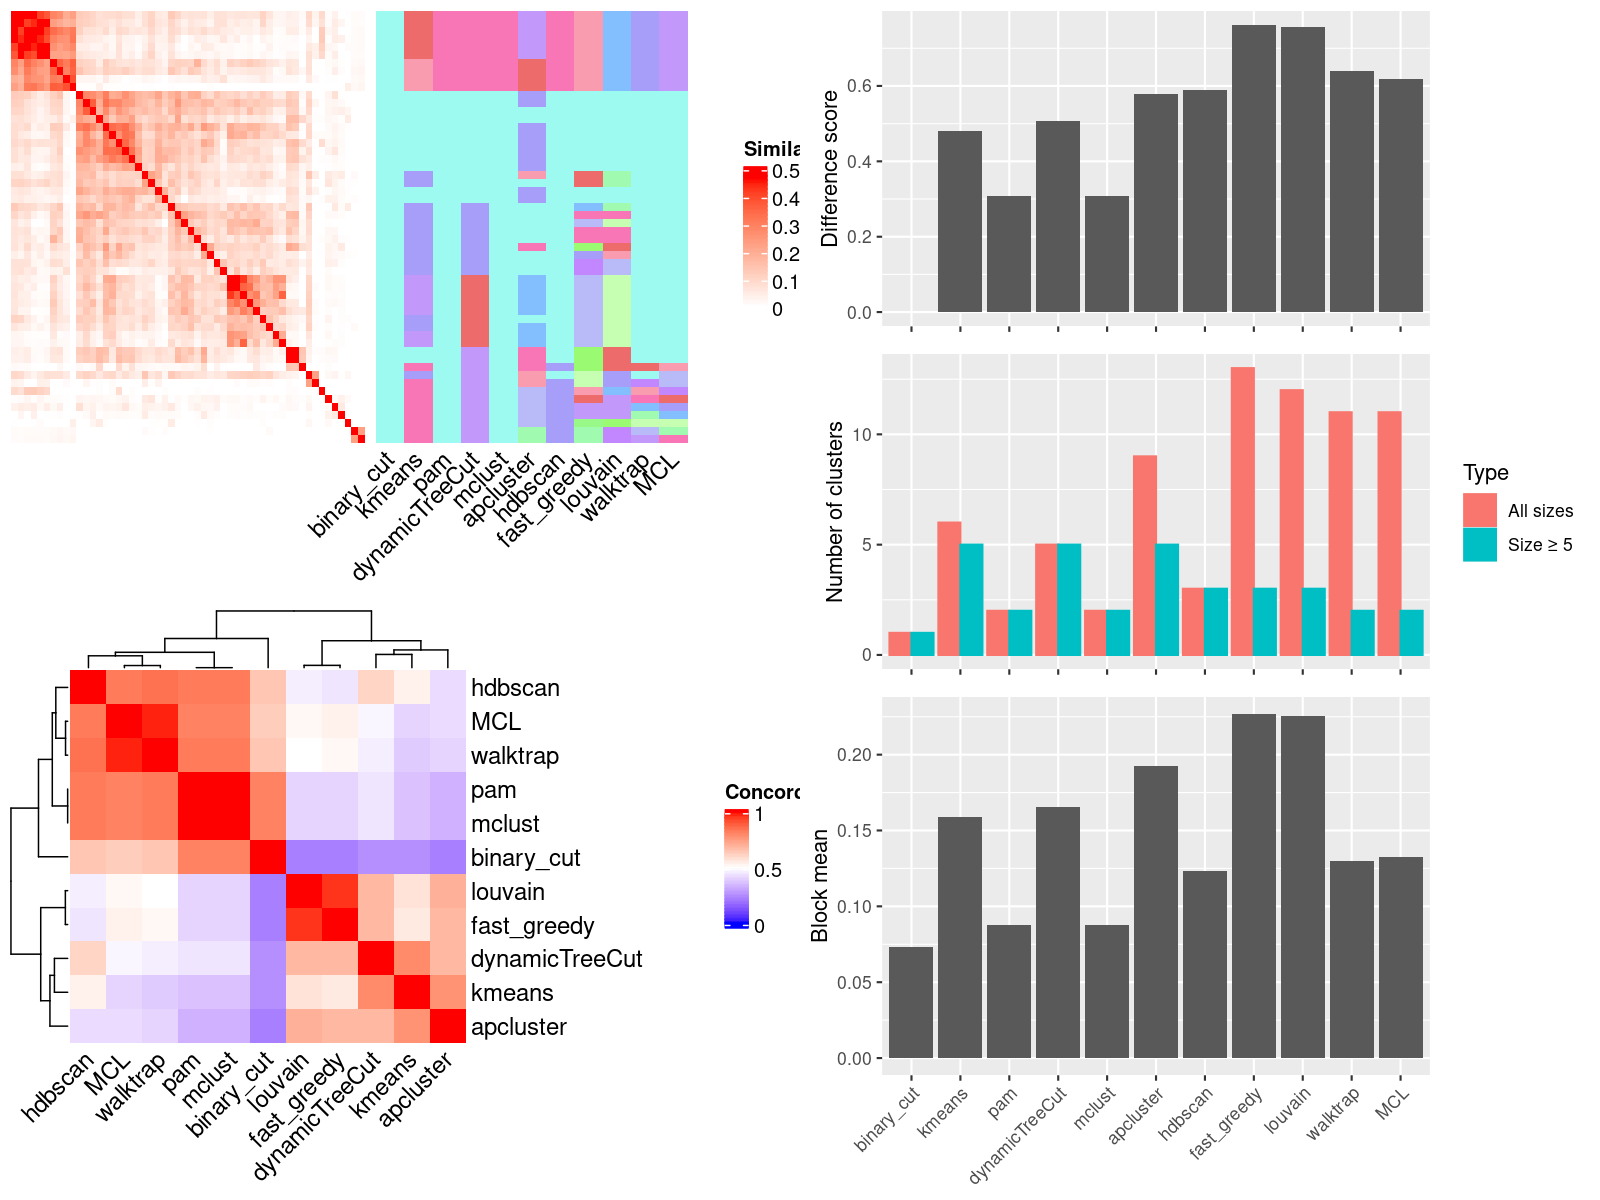 Simila
0.5
0.4
0.3
0.2
0.1
0
binary_cut
kmeans
pam
dynamicTreeCut
mclust
apcluster
hdbscan
fast_greedy
louvain
walktrap
MCL
Difference score
0.6
0.4
0.2
0.0
Number of clusters
10
5
0
Type
All sizes
Size ≥ 5
hdbscan
MCL
walktrap
pam
mclust
binary_cut
louvain
fast_greedy
dynamicTreeCut
kmeans
apcluster
hdbscan
MCL
walktrap
pam
mclust
binary_cut
louvain
fast_greedy
dynamicTreeCut
kmeans
apcluster
Concord
1
0.5
0
Block mean
0.20
0.15
0.10
0.05
0.00
binary_cut
kmeans
pam
dynamicTreeCut
mclust
apcluster
hdbscan
fast_greedy
louvain
walktrap
MCL